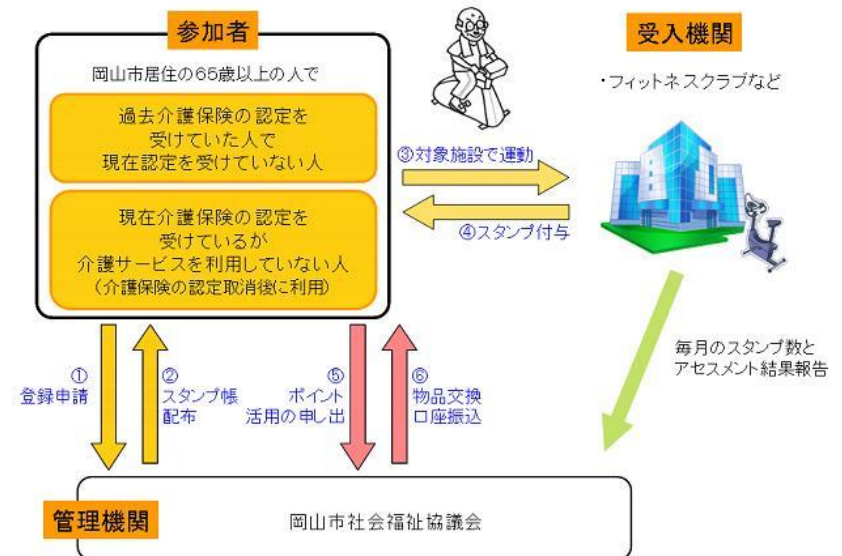 参加者
岡山市居住の65歳以上の人で
過去介護保険の認定を
受けていた人で
現在認定を受けていない人
現在介護保険の認定を
受けているが
介護サービスを利用していない人
(介護保険の認定取消後に利用)
受入機関
・フィットネスクラブなど
③対象施設で運動
④スタンプ付与
毎月のスタンプ数と
アセスメント結果報告
①
登録申請
②
スタンプ帳
配布
⑤
ポイント
活用の申し出
⑥
物品交換
口座振込
管理機関
岡山市社会福祉協議会